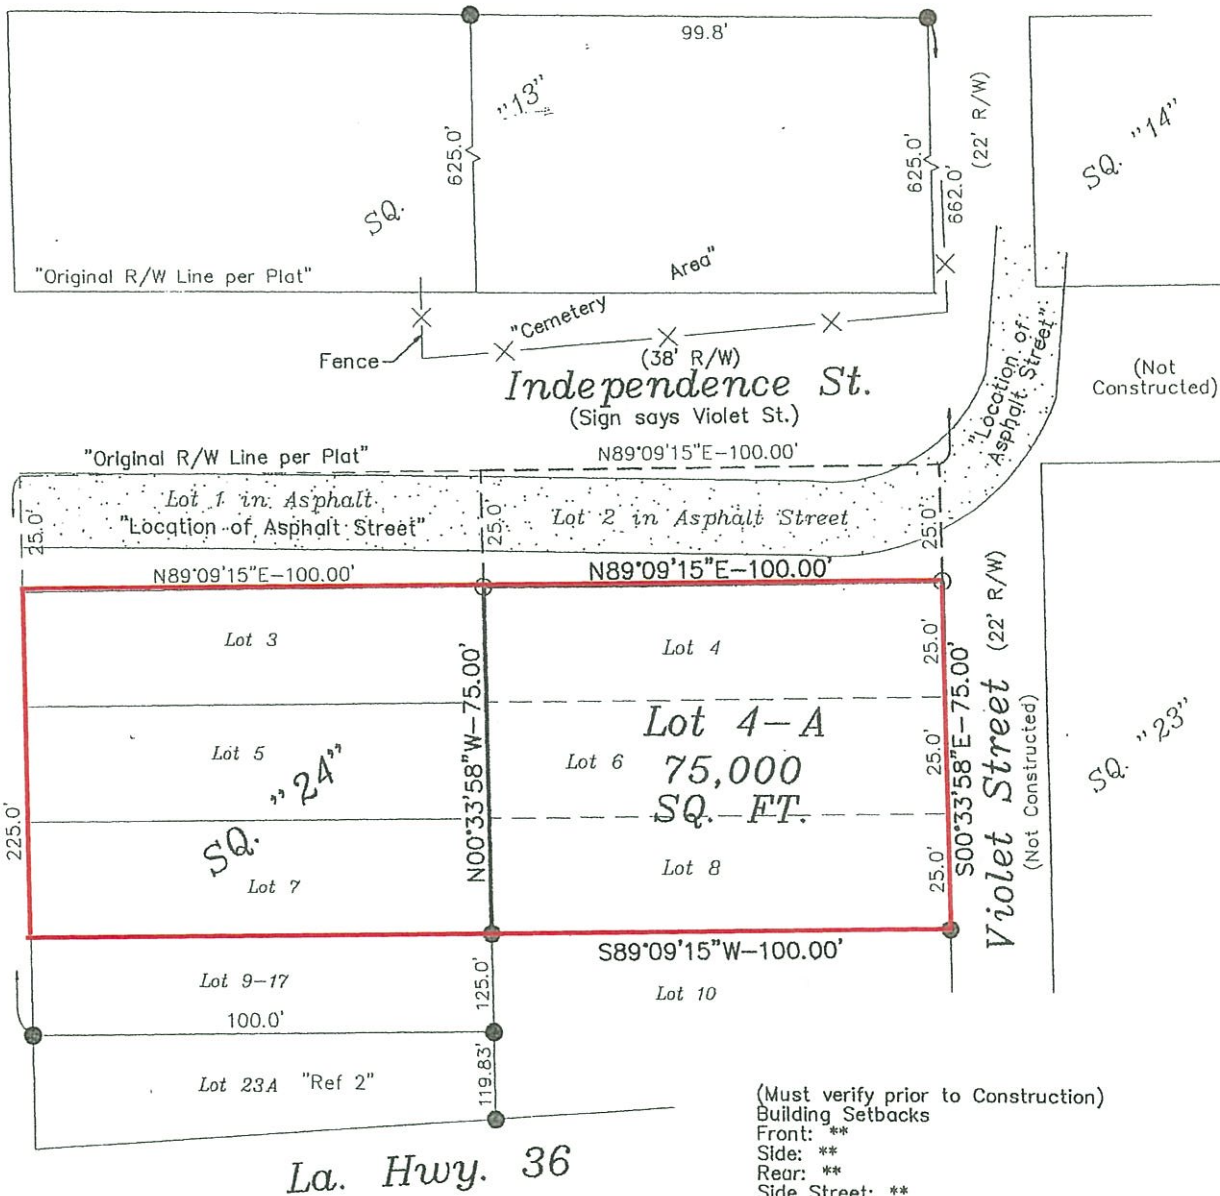 99.8'
"13"
SQ.
625.0'
625.0'
662.0'
(22' R/W)
SQ. "14"
"Original R/W Line per Plat"
"Cemetery Area"
Fence
(38' R/W)
Independence St.
(Sign says Violet St.)
(Not
Constructed)
"Location of
Asphalt Street"
"Original R/W Line per Plat"
N89°09'15"E-100.00'
Lot 1 in Asphalt
"Location of Asphalt Street"
Lot 2 in Asphalt Street
25.0'
25.0'
25.0'
N89°09'15"E-100.00'
N89°09'15"E-100.00'
Lot 3
Lot 4
25.0'
Lot 5
Lot 6
Lot 4-A
75,000
SQ. FT.
25.0'
SQ. "24"
N00°33'58"W-75.00'
S00°33'58"E-75.00'
Violet Street (22' R/W)
(Not Constructed)
SQ. "23"
225.0'
Lot 7
Lot 8
25.0'
S89°09'15"W-100.00'
Lot 9-17
125.0'
Lot 10
100.0'
Lot 23A "Ref 2"
119.83'
La. Hwy. 36
(Must verify prior to Construction)
Building Setbacks
Front: **
Side: **
Rear: **
Side Street: **